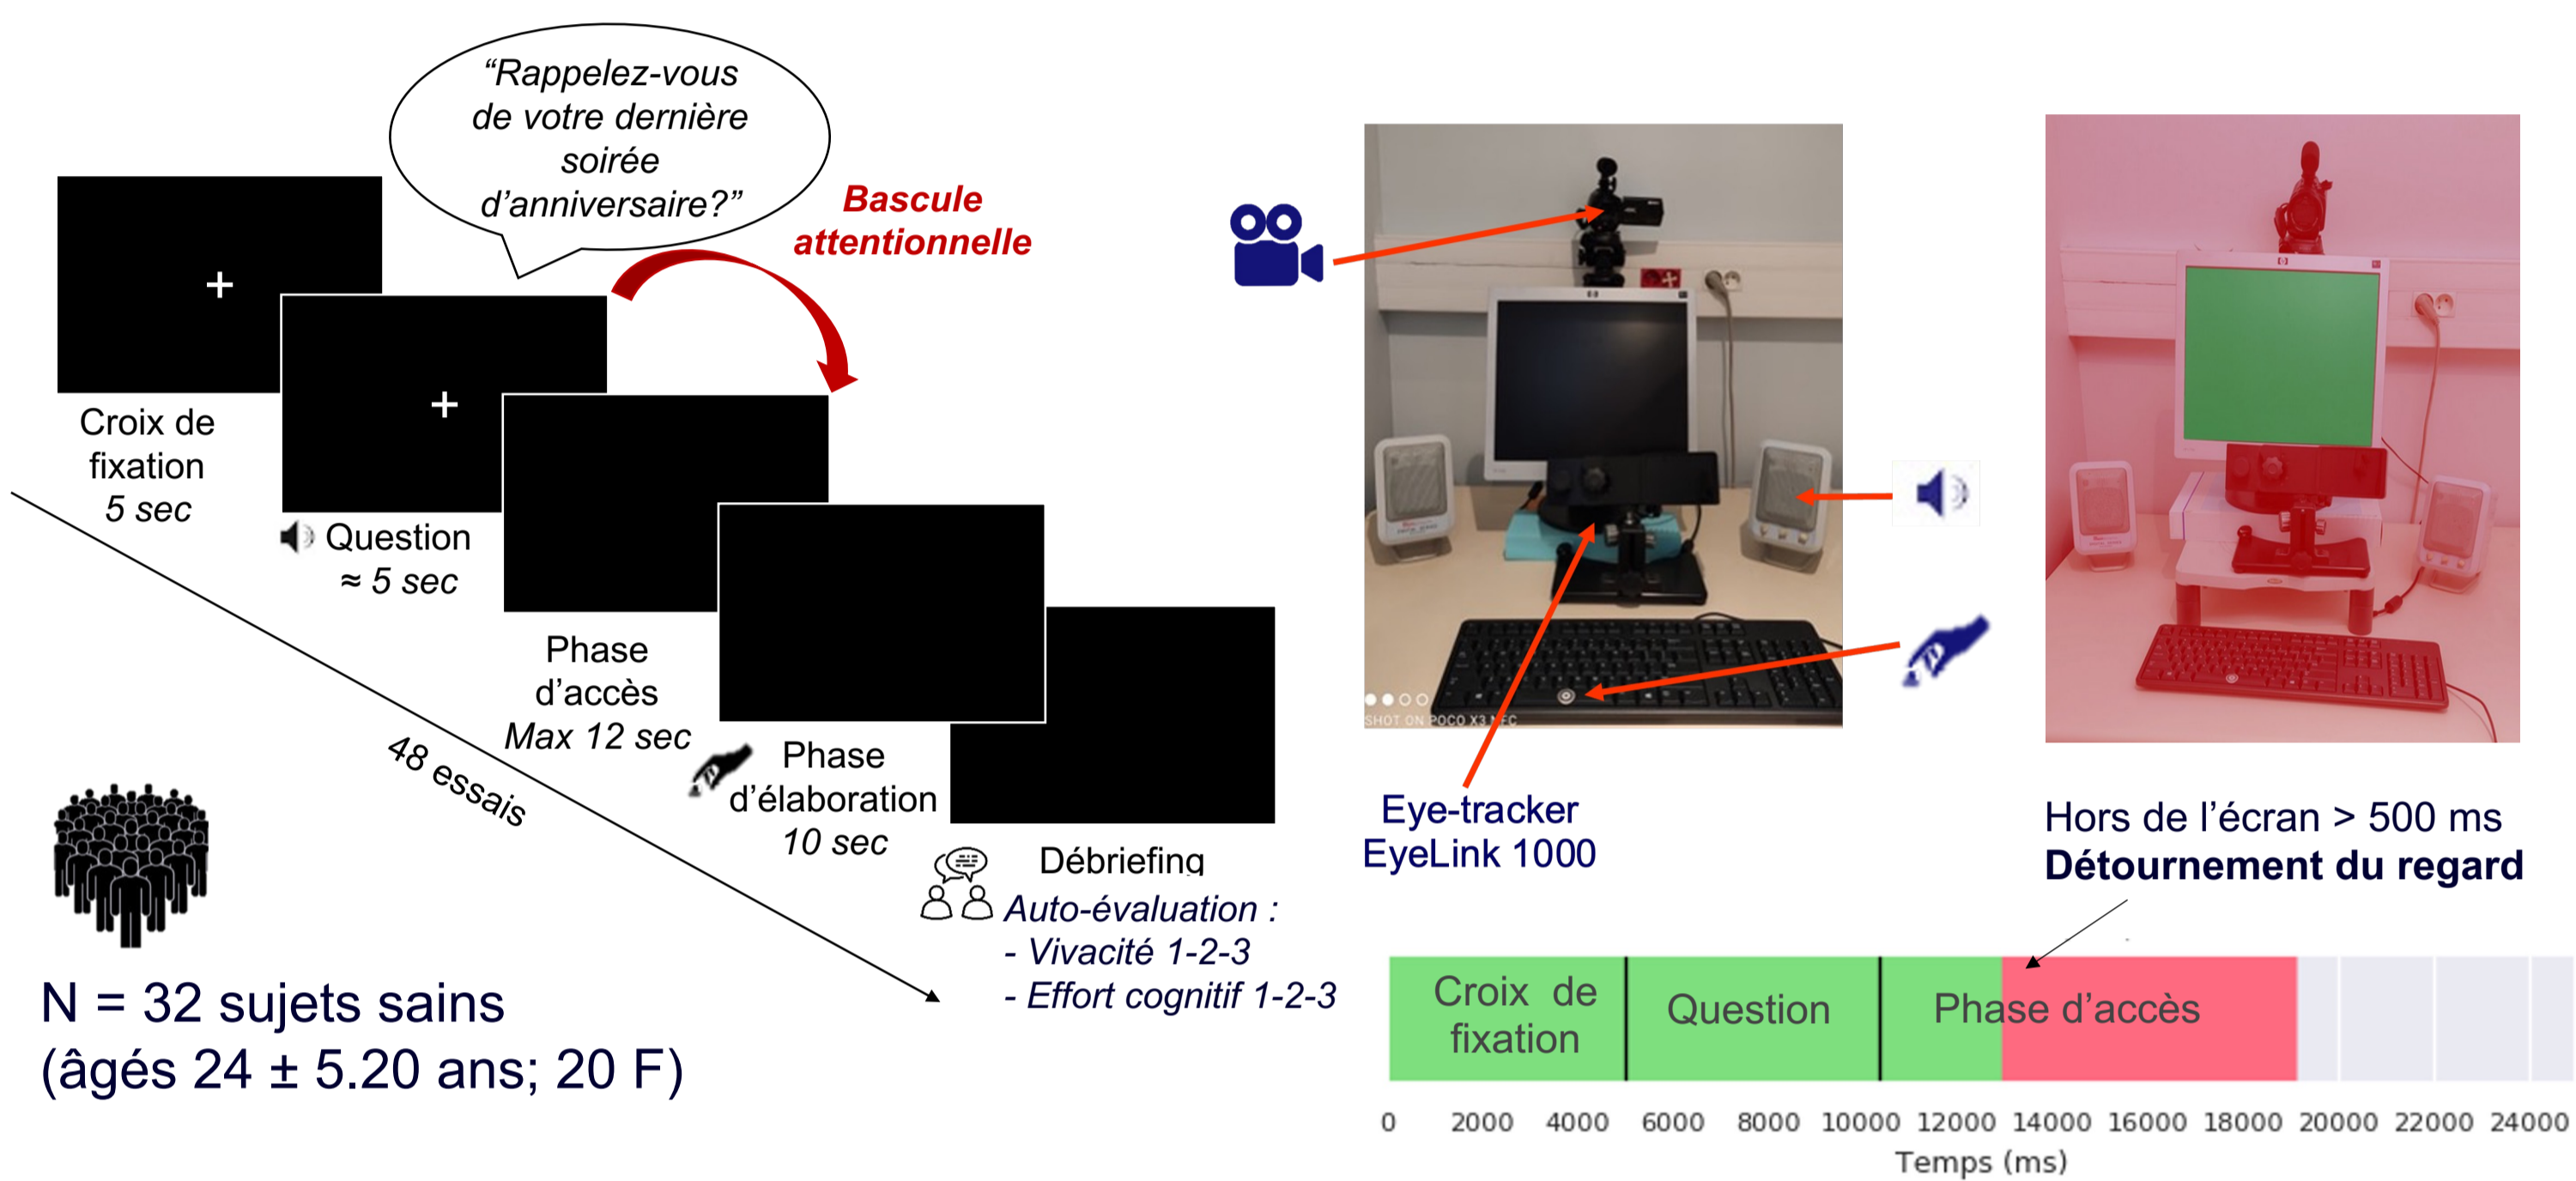 “Rappelez-vous
de votre dernière
soirée
d’anniversaire?”
Bascule
attentionnelle
Croix de
fixation
5 sec
Question
≈ 5 sec
Phase
d’accès
Max 12 sec
Phase
d’élaboration
10 sec
Débriefing
Auto-évaluation :
- Vivacité 1-2-3
- Effort cognitif 1-2-3
48 essais
N = 32 sujets sains
(âgés 24 ± 5.20 ans; 20 F)
SHOT ON POCO X3 NFC
Eye-tracker
EyeLink 1000
Hors de l’écran > 500 ms
Détournement du regard
Croix de
fixation
Question
Phase d’accès
0 2000 4000 6000 8000 10000 12000 14000 16000 18000 20000 22000 24000
Temps (ms)